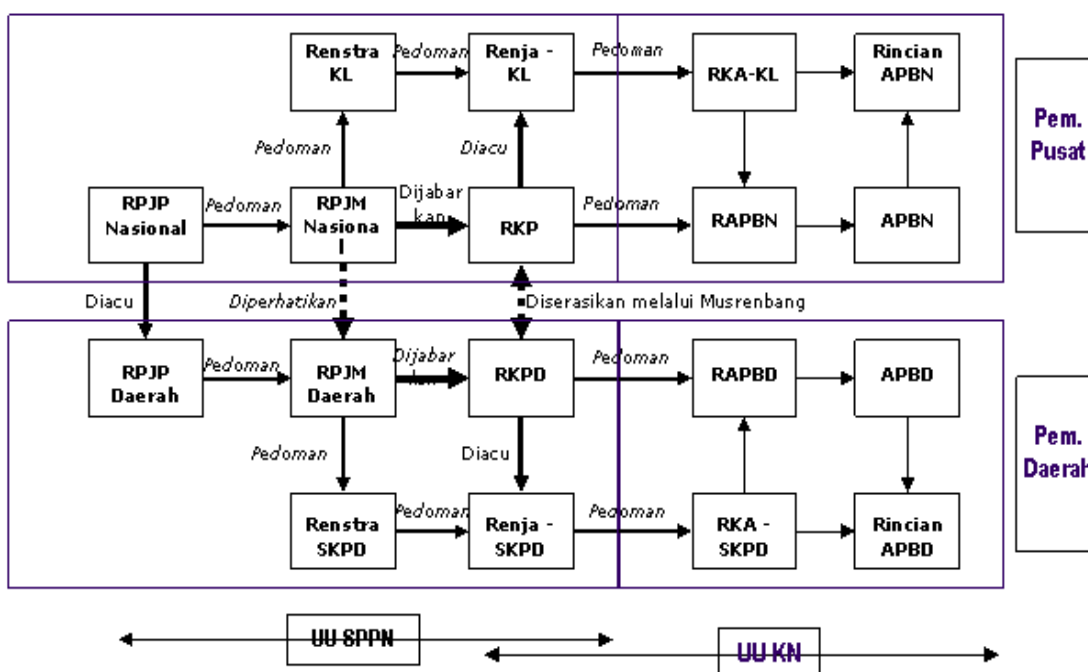 Renstra
KL
Pedoman
Renja -
KL
Pedoman
RKA-KL
Rincian
APBN
Pem.
Pusat
Pedoman
Diacu
RPJP
Nasional
Pedoman
RPJM
Nasiona
Dijabar
kan
RKP
Pedoman
RAPBN
APBN
Diacu
Diperhatikan
Diserasikan melalui Musrenbang
RPJP
Daerah
Pedoman
RPJM
Daerah
Dijabar
RKPD
Pedoman
RAPBD
APBD
Pem.
Daerah
Pedoman
Diacu
Renstra
SKPD
Pedoman
Renja -
SKPD
Pedoman
RKA -
SKPD
Rincian
APBD
UU SPPN
UU KN